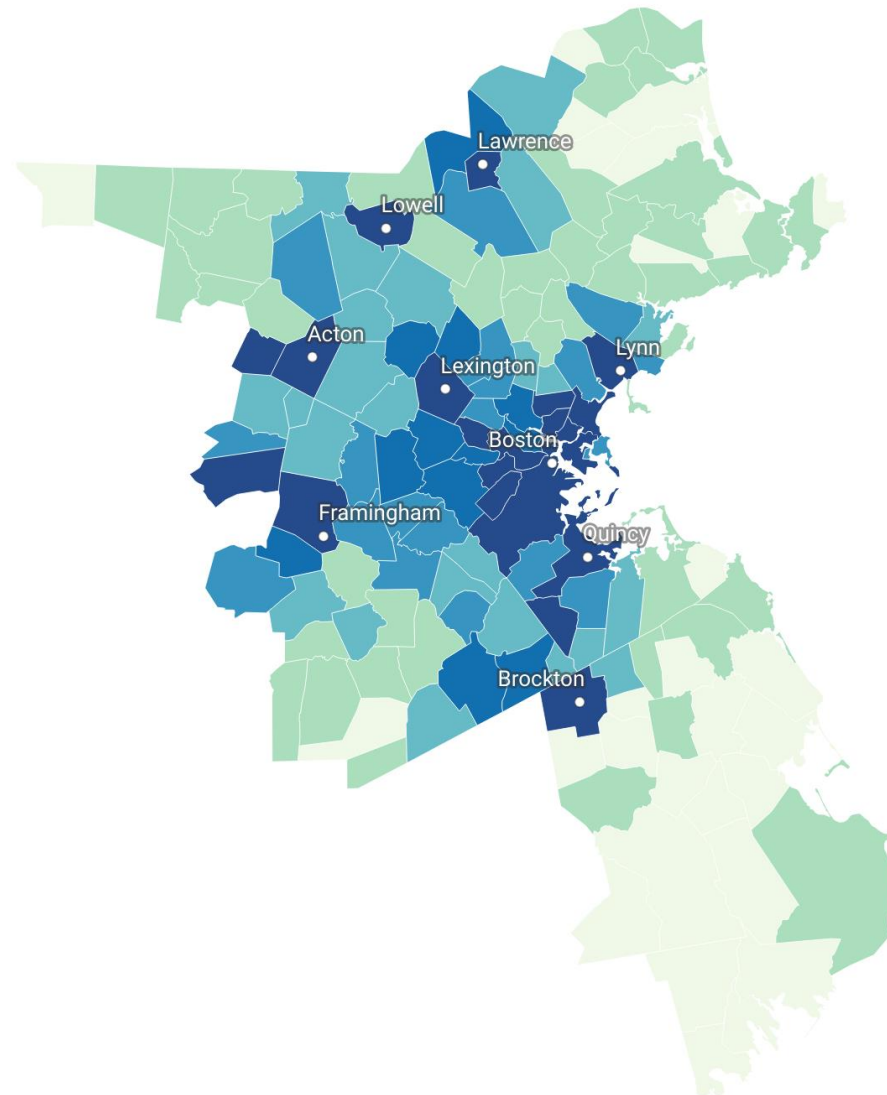 Lawrence
Lowell
Acton
Lynn
Lexington
Boston
Framingham
Quincy
Brockton